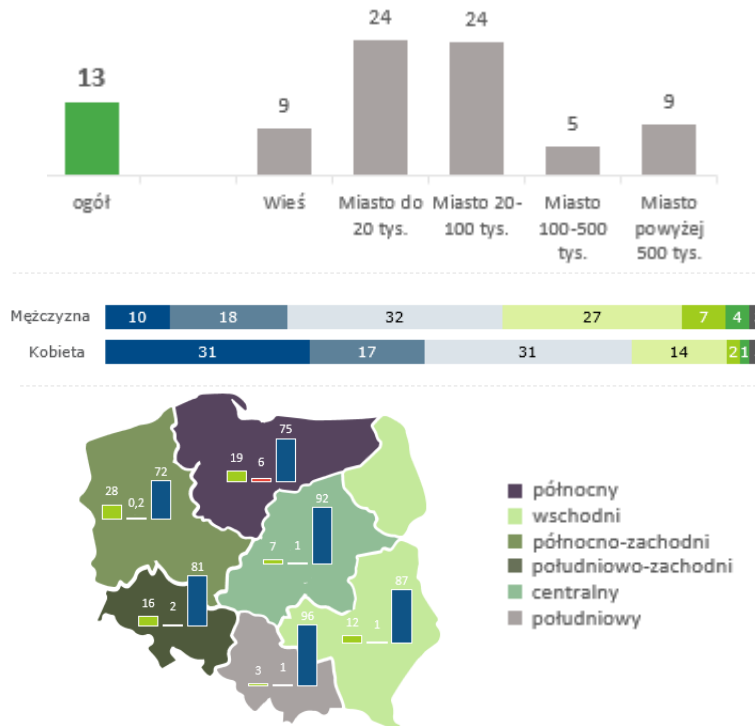 24
24
13
9
5
9
ogół
Wieś
Miasto do
20 tys.
Miasto 20-
100 tys.
Miasto
100-500
tys.
Miasto
powyżej
500 tys.
Mężczyzna 10 18 32 27 7 4
Kobieta 31 17 31 14 2 1
19 6 75
28 0,2 72
7 1 92
16 2 81
12 1 87
3 1 96
północny
wschodni
północno-zachodni
południowo-zachodni
centralny
południowy